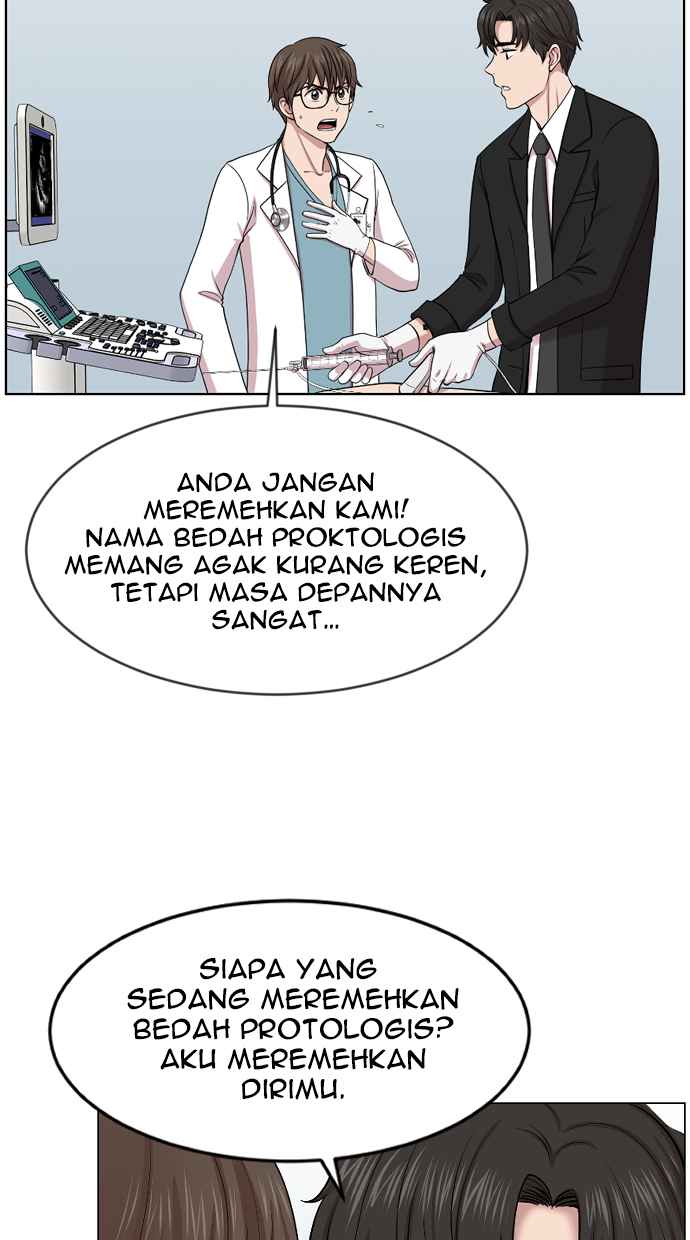 ANDA JANGAN
MEREMEHKAN KAMI!
NAMA BEDAH PROKTOLOGIS
MEMANG AGAK KURANG KEREN,
TETAPI MASA DEPANNYA
SANGAT...
SIAPA YANG
SEDANG MEREMEHKAN
BEDAH PROTOLOGIS?
AKU MEREMEHKAN
DIRIMU.